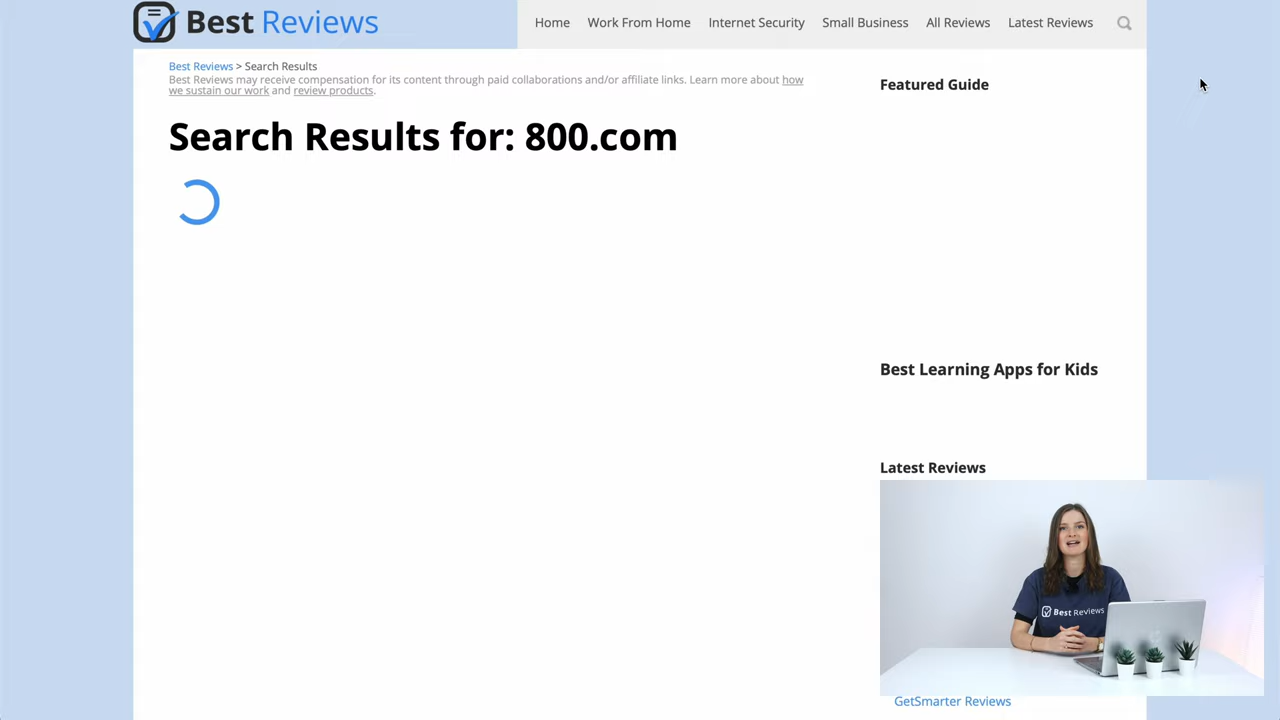 Best Reviews
Home Work From Home Internet Security Small Business All Reviews Latest Reviews
Best Reviews > Search Results
Best Reviews may receive compensation for its content through paid collaborations and/or affiliate links. Learn more about how
we sustain our work and review products.
Search Results for: 800.com
Featured Guide
Best Learning Apps for Kids
Latest Reviews
Best Reviews
GetSmarter Reviews